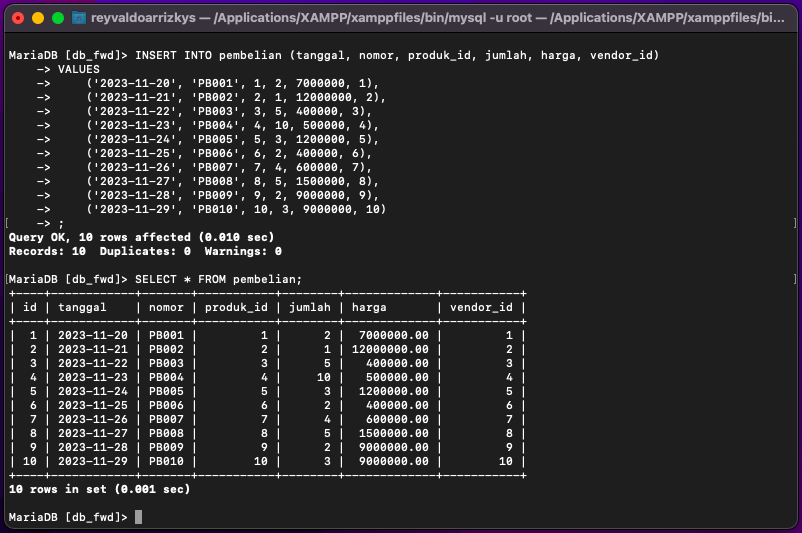 reyvaldoarrizkys — /Applications/XAMPP/xamppfiles/bin/mysql -u root — /Applications/XAMPP/xamppfiles/bi...
MariaDB [db_fwd]> INSERT INTO pembelian (tanggal, nomor, produk_id, jumlah, harga, vendor_id)
    -> VALUES
    ->     ('2023-11-20', 'PB001', 1, 2, 7000000, 1),
    ->     ('2023-11-21', 'PB002', 2, 1, 12000000, 2),
    ->     ('2023-11-22', 'PB003', 3, 5, 400000, 3),
    ->     ('2023-11-23', 'PB004', 4, 10, 500000, 4),
    ->     ('2023-11-24', 'PB005', 5, 3, 1200000, 5),
    ->     ('2023-11-25', 'PB006', 6, 2, 400000, 6),
    ->     ('2023-11-26', 'PB007', 7, 4, 600000, 7),
    ->     ('2023-11-27', 'PB008', 8, 5, 1500000, 8),
    ->     ('2023-11-28', 'PB009', 9, 2, 9000000, 9),
    ->     ('2023-11-29', 'PB010', 10, 3, 9000000, 10)
[    -> ; ]
Query OK, 10 rows affected (0.010 sec)
Records: 10  Duplicates: 0  Warnings: 0
[MariaDB [db_fwd]> SELECT * FROM pembelian; ]
+----+------------+-------+-----------+--------+-------------+-----------+
| id | tanggal    | nomor | produk_id | jumlah | harga       | vendor_id |
+----+------------+-------+-----------+--------+-------------+-----------+
|  1 | 2023-11-20 | PB001 |         1 |      2 |  7000000.00 |         1 |
|  2 | 2023-11-21 | PB002 |         2 |      1 | 12000000.00 |         2 |
|  3 | 2023-11-22 | PB003 |         3 |      5 |   400000.00 |         3 |
|  4 | 2023-11-23 | PB004 |         4 |     10 |   500000.00 |         4 |
|  5 | 2023-11-24 | PB005 |         5 |      3 |  1200000.00 |         5 |
|  6 | 2023-11-25 | PB006 |         6 |      2 |   400000.00 |         6 |
|  7 | 2023-11-26 | PB007 |         7 |      4 |   600000.00 |         7 |
|  8 | 2023-11-27 | PB008 |         8 |      5 |  1500000.00 |         8 |
|  9 | 2023-11-28 | PB009 |         9 |      2 |  9000000.00 |         9 |
| 10 | 2023-11-29 | PB010 |        10 |      3 |  9000000.00 |        10 |
+----+------------+-------+-----------+--------+-------------+-----------+
10 rows in set (0.001 sec)
MariaDB [db_fwd]>